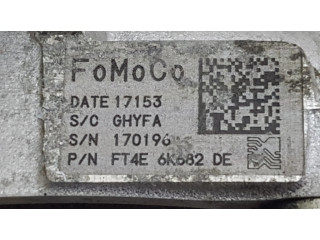 FoMoCo
DATE 17153
S/C GHYFA
S/N 170196
P/N FT4E 6K682 DE